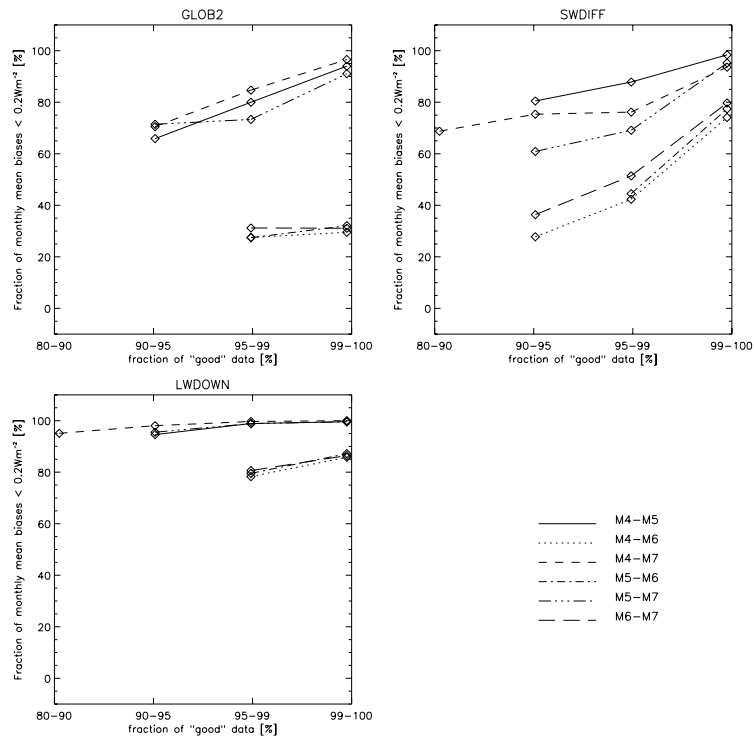 GLOB2
Fraction of monthly mean biases < 0.2Wm⁻² [%]
100
80
60
40
20
0
80-90 90-95 95-99 99-100
fraction of "good" data [%]
SWDIFF
Fraction of monthly mean biases < 0.2Wm⁻² [%]
100
80
60
40
20
0
80-90 90-95 95-99 99-100
fraction of "good" data [%]
LWDOWN
Fraction of monthly mean biases < 0.2Wm⁻² [%]
100
80
60
40
20
0
80-90 90-95 95-99 99-100
fraction of "good" data [%]
M4-M5
M4-M6
M4-M7
M5-M6
M5-M7
M6-M7